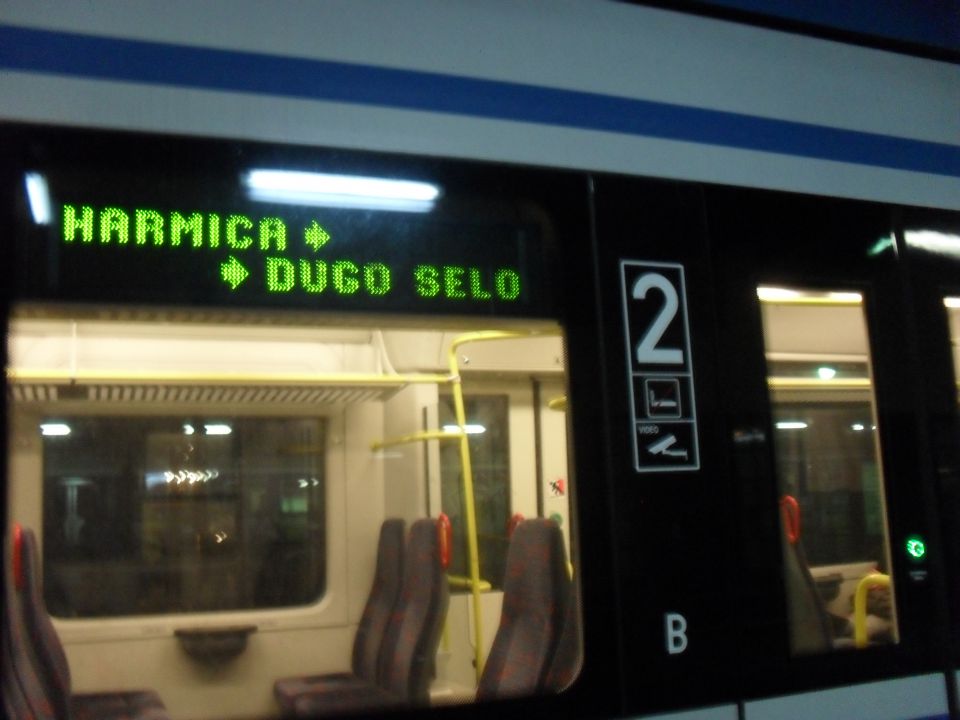 HARMICA →
→ DUGO SELO
2
VIDEO
B